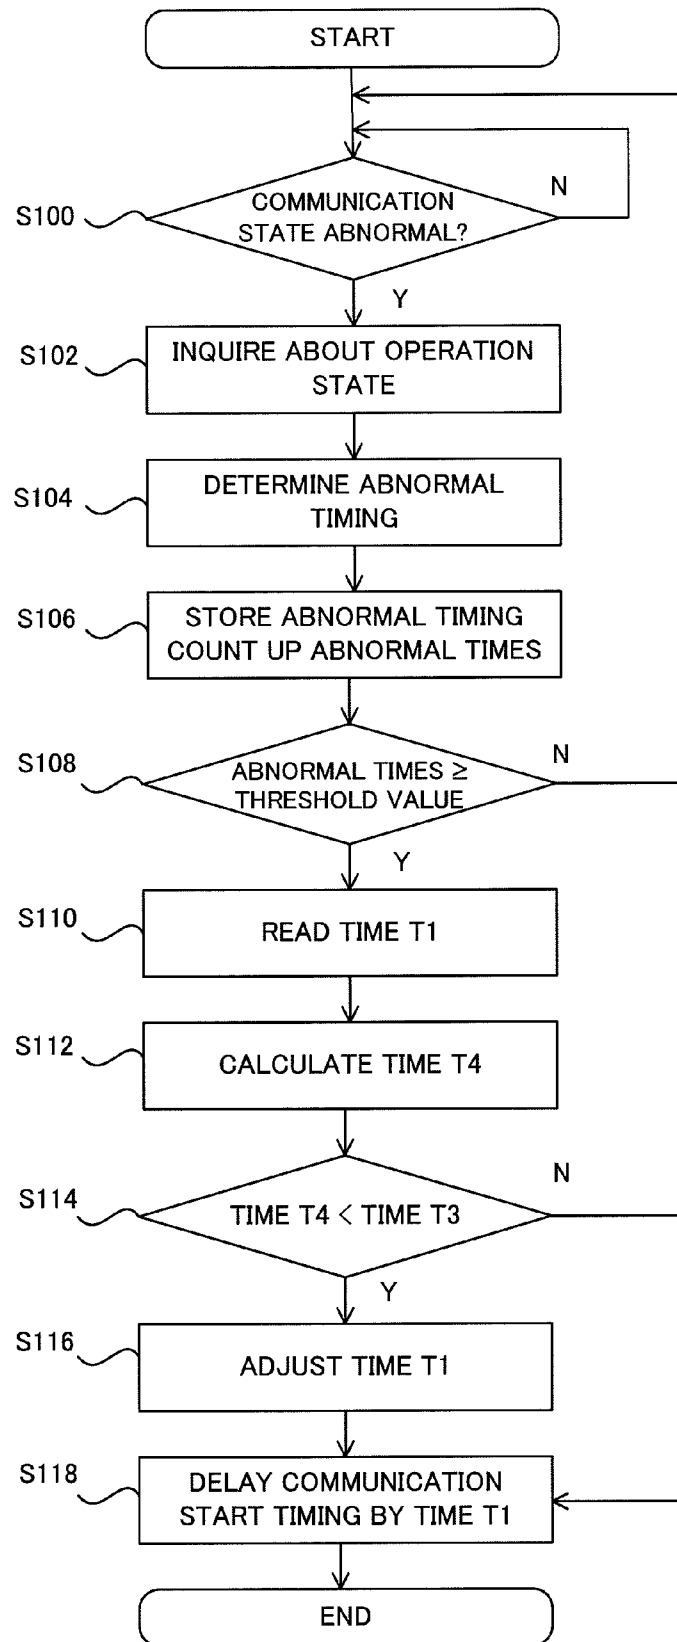 START
S100
COMMUNICATION
STATE ABNORMAL?
N
Y
S102
INQUIRE ABOUT OPERATION
STATE
S104
DETERMINE ABNORMAL
TIMING
S106
STORE ABNORMAL TIMING
COUNT UP ABNORMAL TIMES
S108
ABNORMAL TIMES ≥
THRESHOLD VALUE
N
Y
S110
READ TIME T1
S112
CALCULATE TIME T4
S114
TIME T4 < TIME T3
N
Y
S116
ADJUST TIME T1
S118
DELAY COMMUNICATION
START TIMING BY TIME T1
END